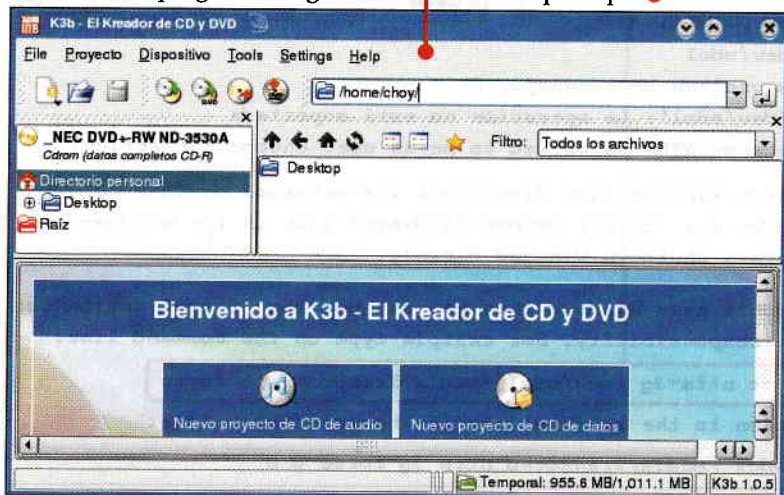 K3b - El Kreador de CD y DVD
File Proyecto Dispositivo Tools Settings Help
/home/choy/
_NEC DVD+-RW ND-3530A
Cdrom (datos completos CD-R)
Filtro: Todos los archivos
Directorio personal
Desktop
Raíz
Desktop
Bienvenido a K3b - El Kreador de CD y DVD
Nuevo proyecto de CD de audio
Nuevo proyecto de CD de datos
Temporal: 955.6 MB/1,011.1 MB
K3b 1.0.5